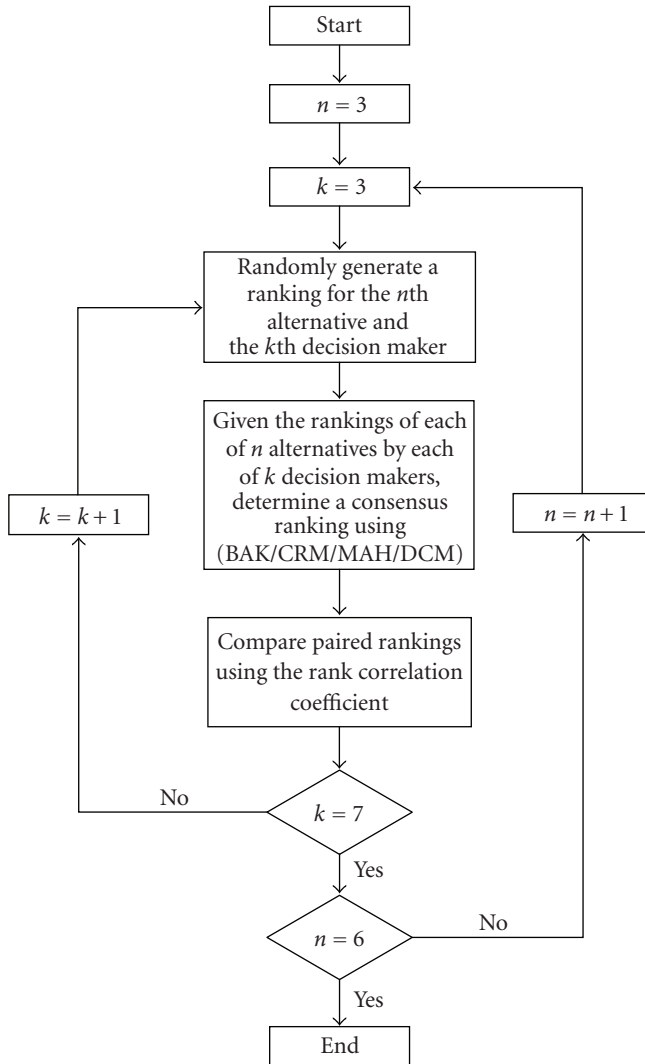 Start
n = 3
k = 3
Randomly generate a
ranking for the nth
alternative and
the kth decision maker
Given the rankings of each
of n alternatives by each
of k decision makers,
determine a consensus
ranking using
(BAK/CRM/MAH/DCM)
k = k + 1
n = n + 1
Compare paired rankings
using the rank correlation
coefficient
No
k = 7
Yes
n = 6
No
Yes
End